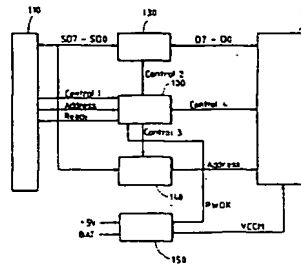 110
130
SD7 - SD0
D7 - D0
Control 2
Control 1
130
Address
Control 4
Ready
Control 3
Address
140
PWOK
+5V
BAT
VCCM
150